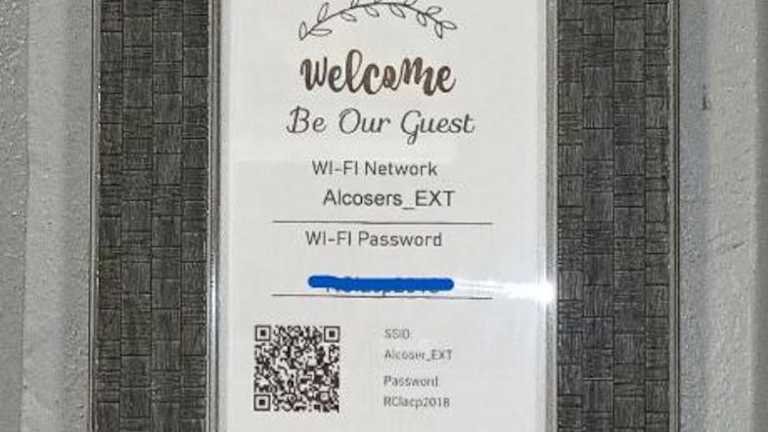 Welcome
Be Our Guest
WI-FI Network
Alcosers_EXT
WI-FI Password
SSID:
Alcoser_EXT
Password:
RClacp2018